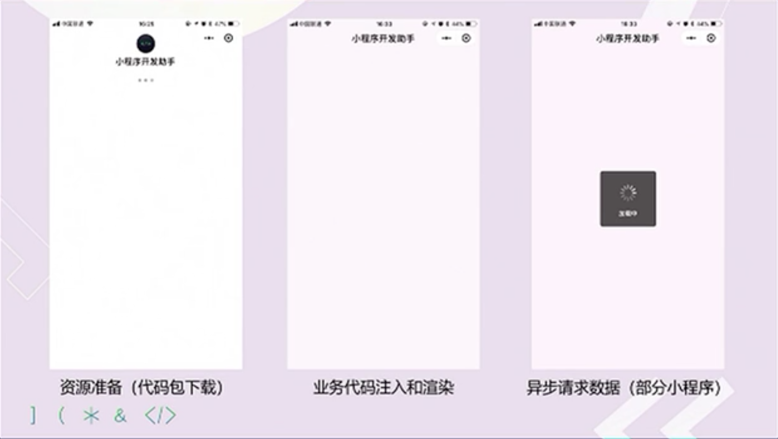 中国联通 16:25 47%
小程序开发助手
中国联通 16:33 44%
小程序开发助手
中国联通 16:33 44%
小程序开发助手
加载中
资源准备（代码包下载）
业务代码注入和渲染
异步请求数据（部分小程序）
] ( * & </>